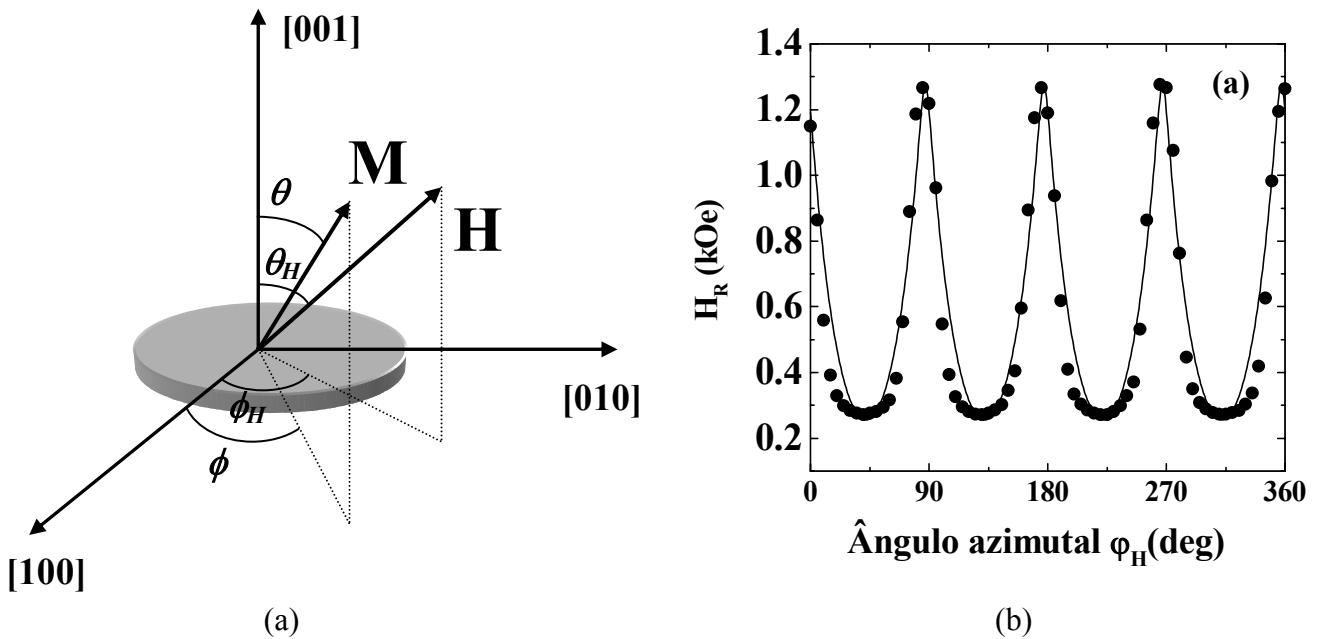 [001]
θ
M
θH
H
[010]
ϕH
ϕ
[100]
(a)
1.4
1.2
1.0
0.8
0.6
0.4
0.2
HR (kOe)
(a)
0 90 180 270 360
Ângulo azimutal φH(deg)
(b)